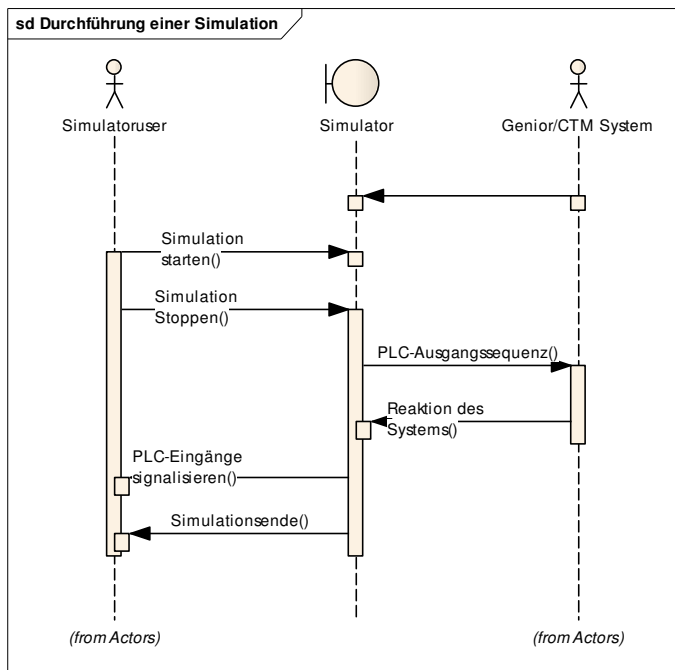 sd Durchführung einer Simulation
Simulatoruser
Simulator
Genior/CTM System
Simulation
starten()
Simulation
Stoppen()
PLC-Ausgangssequenz()
Reaktion des
Systems()
PLC-Eingänge
signalisieren()
Simulationsende()
(from Actors)
(from Actors)